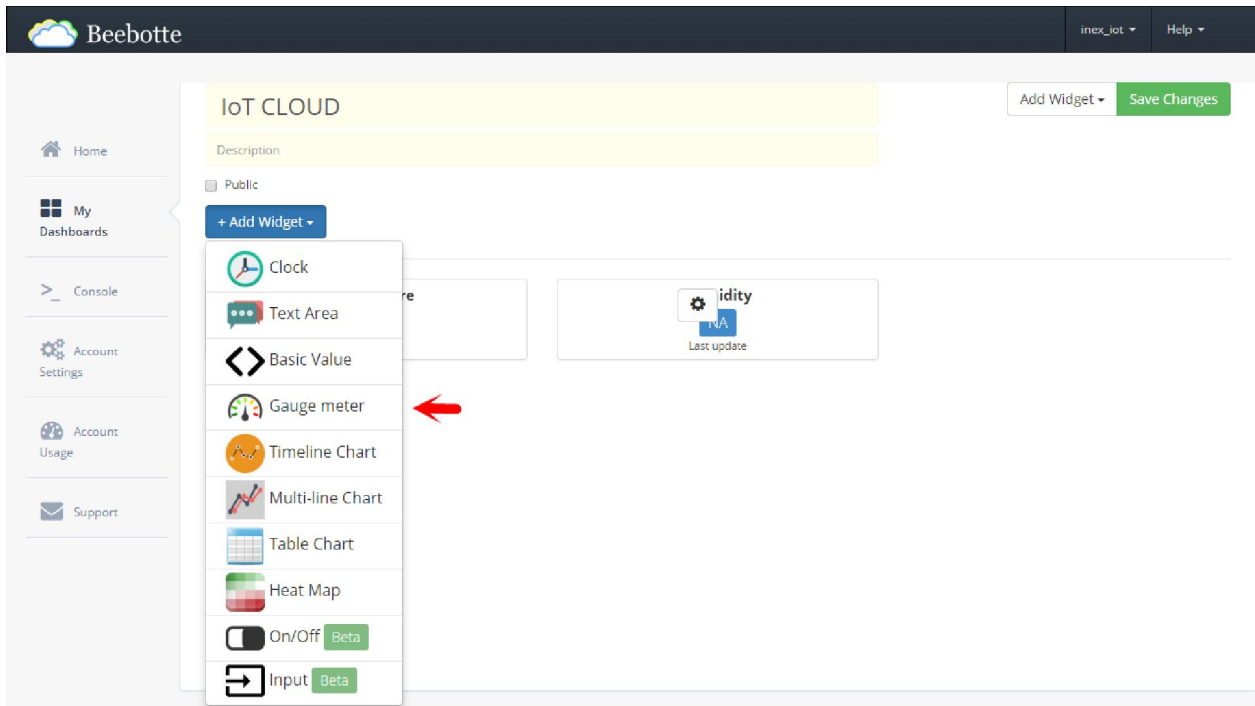 Beebotte
inex_iot
Help
IoT CLOUD
Add Widget
Save Changes
Description
Public
+ Add Widget
Home
My
Dashboards
>_ Console
Account
Settings
Account
Usage
Support
Clock
Text Area
Basic Value
Gauge meter
Timeline Chart
Multi-line Chart
Table Chart
Heat Map
On/Off Beta
Input Beta
re
idity
NA
Last update